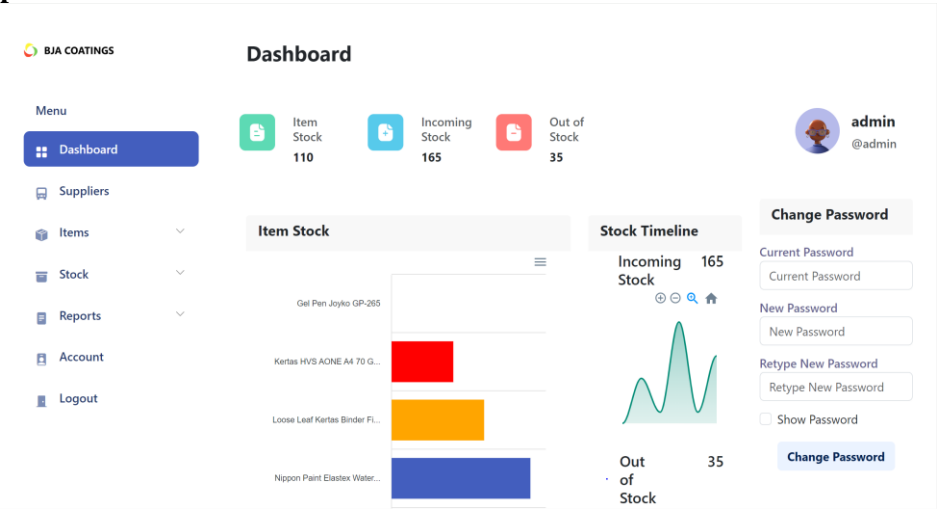 BJA COATINGS
Dashboard
Menu
Dashboard
Suppliers
Items
Stock
Reports
Account
Logout
Item
Stock
110
Incoming
Stock
165
Out of
Stock
35
admin
@admin
Item Stock
Gel Pen Joyko GP-265
Kertas HVS AONE A4 70 G...
Loose Leaf Kertas Binder Fi...
Nippon Paint Elastex Water...
Stock Timeline
Incoming 165
Stock
Out 35
of
Stock
Change Password
Current Password
Current Password
New Password
New Password
Retype New Password
Retype New Password
Show Password
Change Password